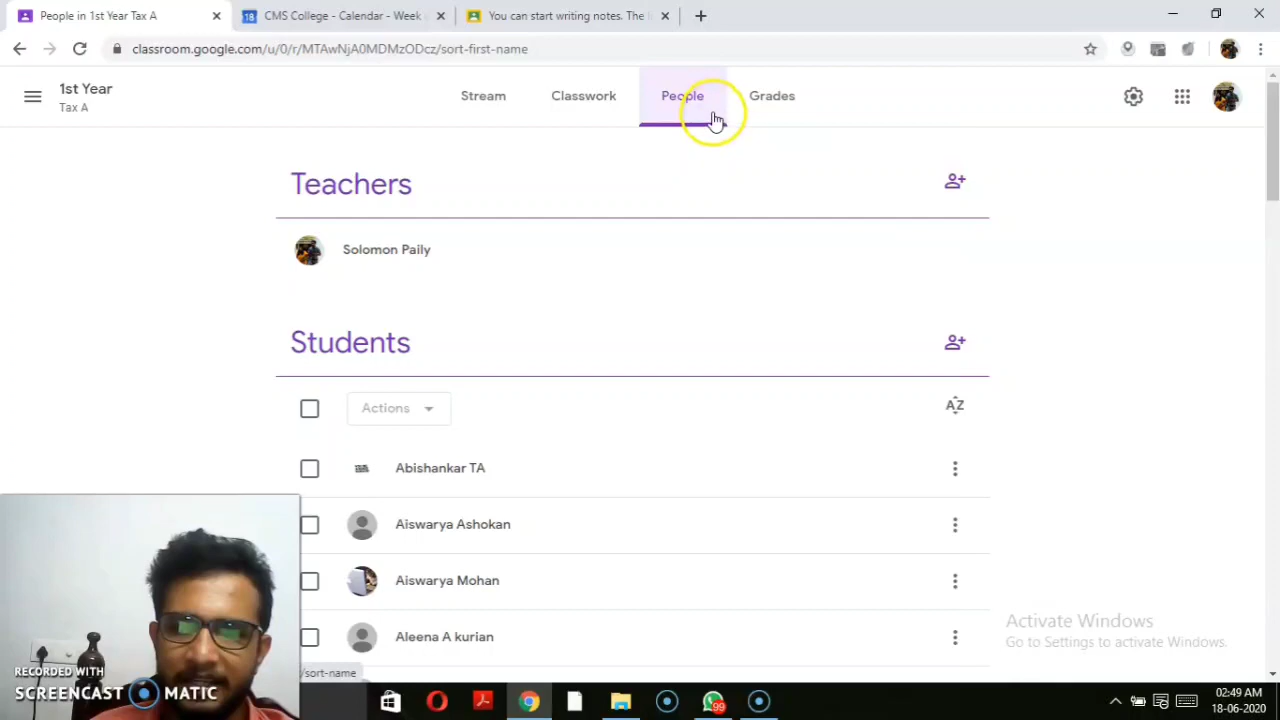 People in 1st Year Tax A
CMS College - Calendar - Week
You can start writing notes. The l
classroom.google.com/u/0/r/MTAwNjA0MDMzODcz/sort-first-name
1st Year
Tax A
Stream
Classwork
People
Grades
Teachers
Solomon Paily
Students
Actions
AZ
Abishankar TA
Aiswarya Ashokan
Aiswarya Mohan
Aleena A kurian
Activate Windows
Go to Settings to activate Windows.
/sort-name
RECORDED WITH
SCREENCAST MATIC
99
02:49 AM
18-06-2020